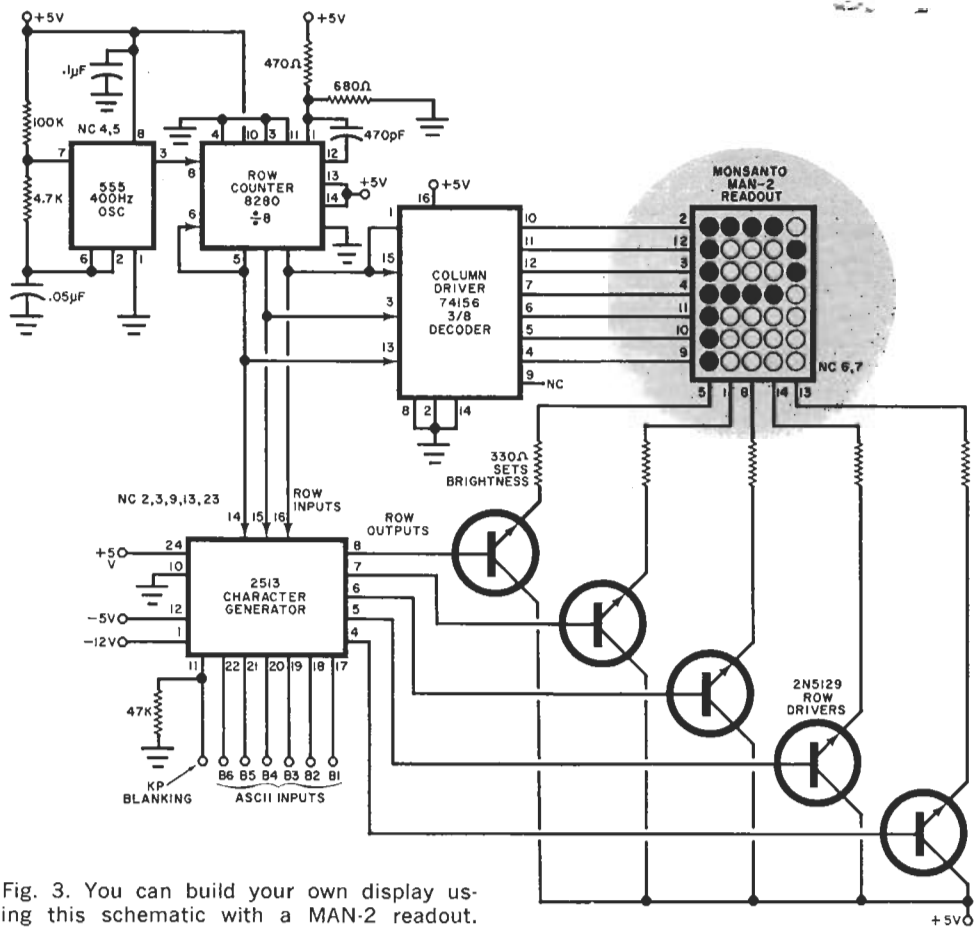 +5V
+5V
470Ω
680Ω
.1µF
470pF
100K
NC 4,5
8
7
3
4.7K
555
400Hz
OSC
6
2
1
.05µF
4
10
3
11
1
8
12
13
+5V
14
6
ROW
COUNTER
8280
÷8
5
+5V
16
1
15
3
13
COLUMN
DRIVER
74156
3/8
DECODER
10
11
12
7
6
5
4
9
NC
8
2
14
MONSANTO
MAN-2
READOUT
2
12
3
4
11
10
9
NC 6,7
5
1
8
14
13
330Ω
SETS
BRIGHTNESS
NC 2,3,9,13,23
14
15
16
ROW
INPUTS
ROW
OUTPUTS
+5
V
24
10
-5V
12
-12V
1
2513
CHARACTER
GENERATOR
8
7
6
5
4
11
22
21
20
19
18
17
47K
KP
BLANKING
B6
B5
B4
B3
B2
B1
ASCII INPUTS
2N5129
ROW
DRIVERS
+5V
Fig. 3. You can build your own display us-
ing this schematic with a MAN-2 readout.